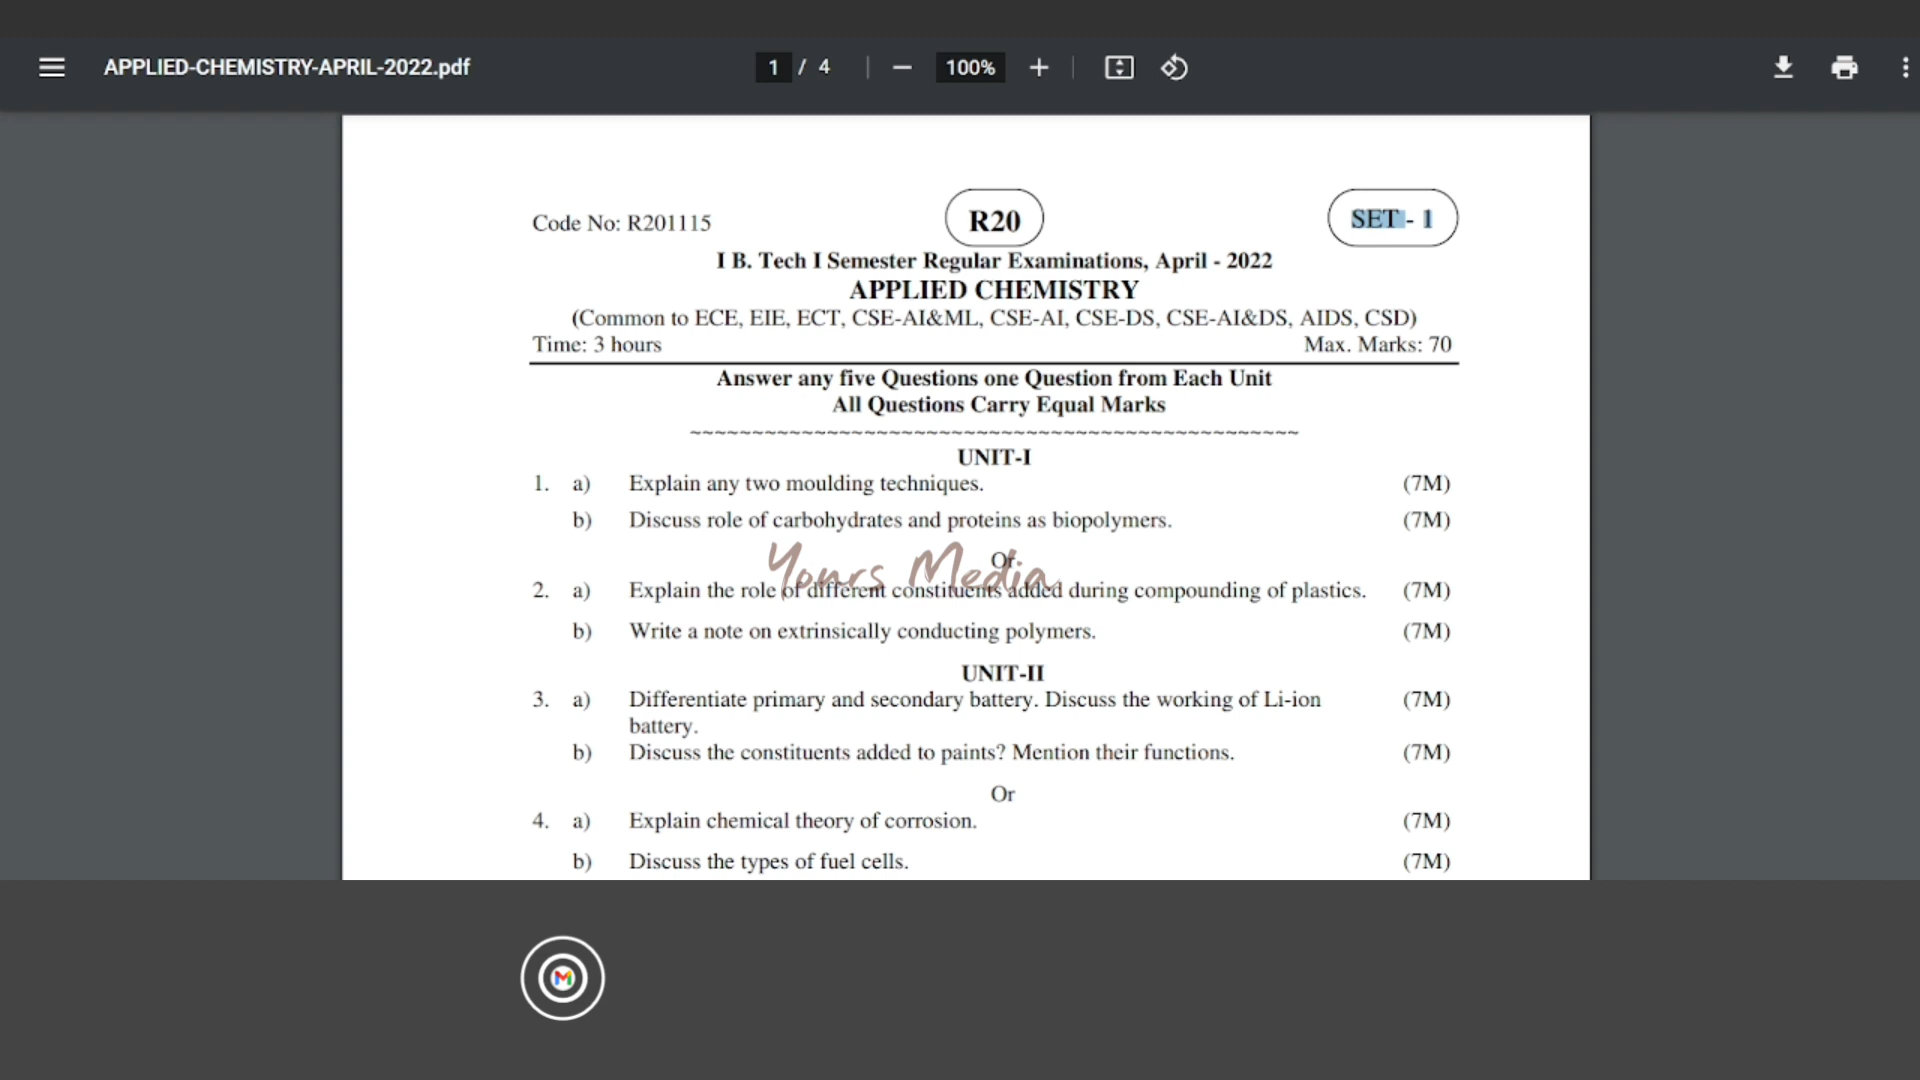 APPLIED-CHEMISTRY-APRIL-2022.pdf 1 / 4 100%
Code No: R201115 R20 SET - 1
I B. Tech I Semester Regular Examinations, April - 2022
APPLIED CHEMISTRY
(Common to ECE, EIE, ECT, CSE-AI&ML, CSE-AI, CSE-DS, CSE-AI&DS, AIDS, CSD)
Time: 3 hours Max. Marks: 70
Answer any five Questions one Question from Each Unit
All Questions Carry Equal Marks
~~~~~~~~~~~~~~~~~~~~~~~~~~~~~~~~~~~~~~~~~~~~~~~~~
UNIT-I
1. a) Explain any two moulding techniques. (7M)
b) Discuss role of carbohydrates and proteins as biopolymers. (7M)
Or
Yours Media
2. a) Explain the role of different constituents added during compounding of plastics. (7M)
b) Write a note on extrinsically conducting polymers. (7M)
UNIT-II
3. a) Differentiate primary and secondary battery. Discuss the working of Li-ion (7M)
battery.
b) Discuss the constituents added to paints? Mention their functions. (7M)
Or
4. a) Explain chemical theory of corrosion. (7M)
b) Discuss the types of fuel cells. (7M)